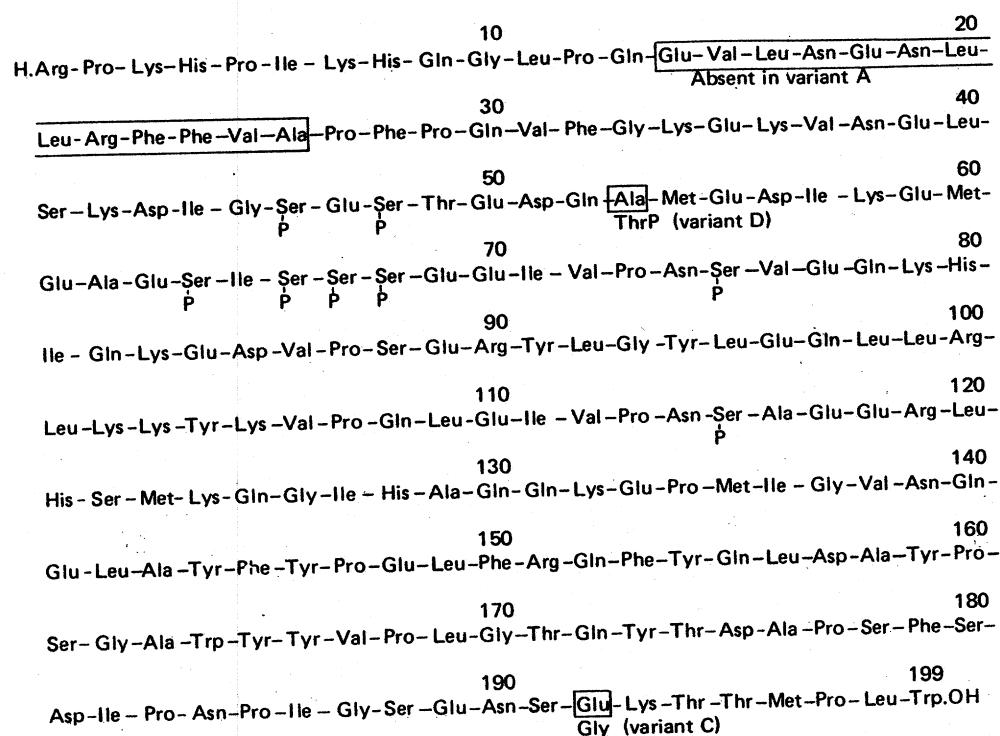 10 20
H.Arg-Pro-Lys-His-Pro-Ile-Lys-His-Gln-Gly-Leu-Pro-Gln-Glu-Val-Leu-Asn-Glu-Asn-Leu-
Absent in variant A
30 40
Leu-Arg-Phe-Phe-Val-Ala-Pro-Phe-Pro-Gln-Val-Phe-Gly-Lys-Glu-Lys-Val-Asn-Glu-Leu-
50 60
Ser-Lys-Asp-Ile-Gly-Ser-Glu-Ser-Thr-Glu-Asp-Gln-Ala-Met-Glu-Asp-Ile-Lys-Glu-Met-
P P ThrP (variant D)
70 80
Glu-Ala-Glu-Ser-Ile-Ser-Ser-Ser-Glu-Glu-Ile-Val-Pro-Asn-Ser-Val-Glu-Gln-Lys-His-
P P P P P
90 100
Ile-Gln-Lys-Glu-Asp-Val-Pro-Ser-Glu-Arg-Tyr-Leu-Gly-Tyr-Leu-Glu-Gln-Leu-Leu-Arg-
110 120
Leu-Lys-Lys-Tyr-Lys-Val-Pro-Gln-Leu-Glu-Ile-Val-Pro-Asn-Ser-Ala-Glu-Glu-Arg-Leu-
P
130 140
His-Ser-Met-Lys-Gln-Gly-Ile-His-Ala-Gln-Gln-Lys-Glu-Pro-Met-Ile-Gly-Val-Asn-Gln-
150 160
Glu-Leu-Ala-Tyr-Phe-Tyr-Pro-Glu-Leu-Phe-Arg-Gln-Phe-Tyr-Gln-Leu-Asp-Ala-Tyr-Pro-
170 180
Ser-Gly-Ala-Trp-Tyr-Tyr-Val-Pro-Leu-Gly-Thr-Gln-Tyr-Thr-Asp-Ala-Pro-Ser-Phe-Ser-
190 199
Asp-Ile-Pro-Asn-Pro-Ile-Gly-Ser-Glu-Asn-Ser-Glu-Lys-Thr-Thr-Met-Pro-Leu-Trp.OH
Gly (variant C)